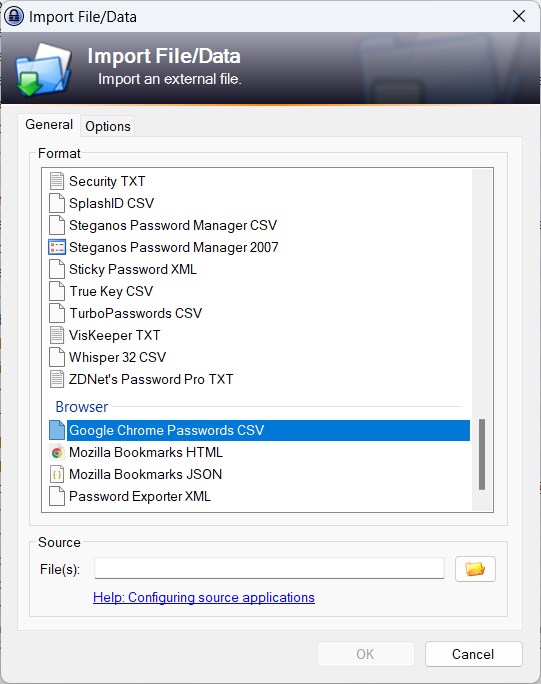 Import File/Data
Import File/Data
Import an external file.
General
Options
Format
Security TXT
SplashID CSV
Steganos Password Manager CSV
Steganos Password Manager 2007
Sticky Password XML
True Key CSV
TurboPasswords CSV
VisKeeper TXT
Whisper 32 CSV
ZDNet's Password Pro TXT
Browser
Google Chrome Passwords CSV
Mozilla Bookmarks HTML
Mozilla Bookmarks JSON
Password Exporter XML
Source
File(s):
Help: Configuring source applications
OK
Cancel